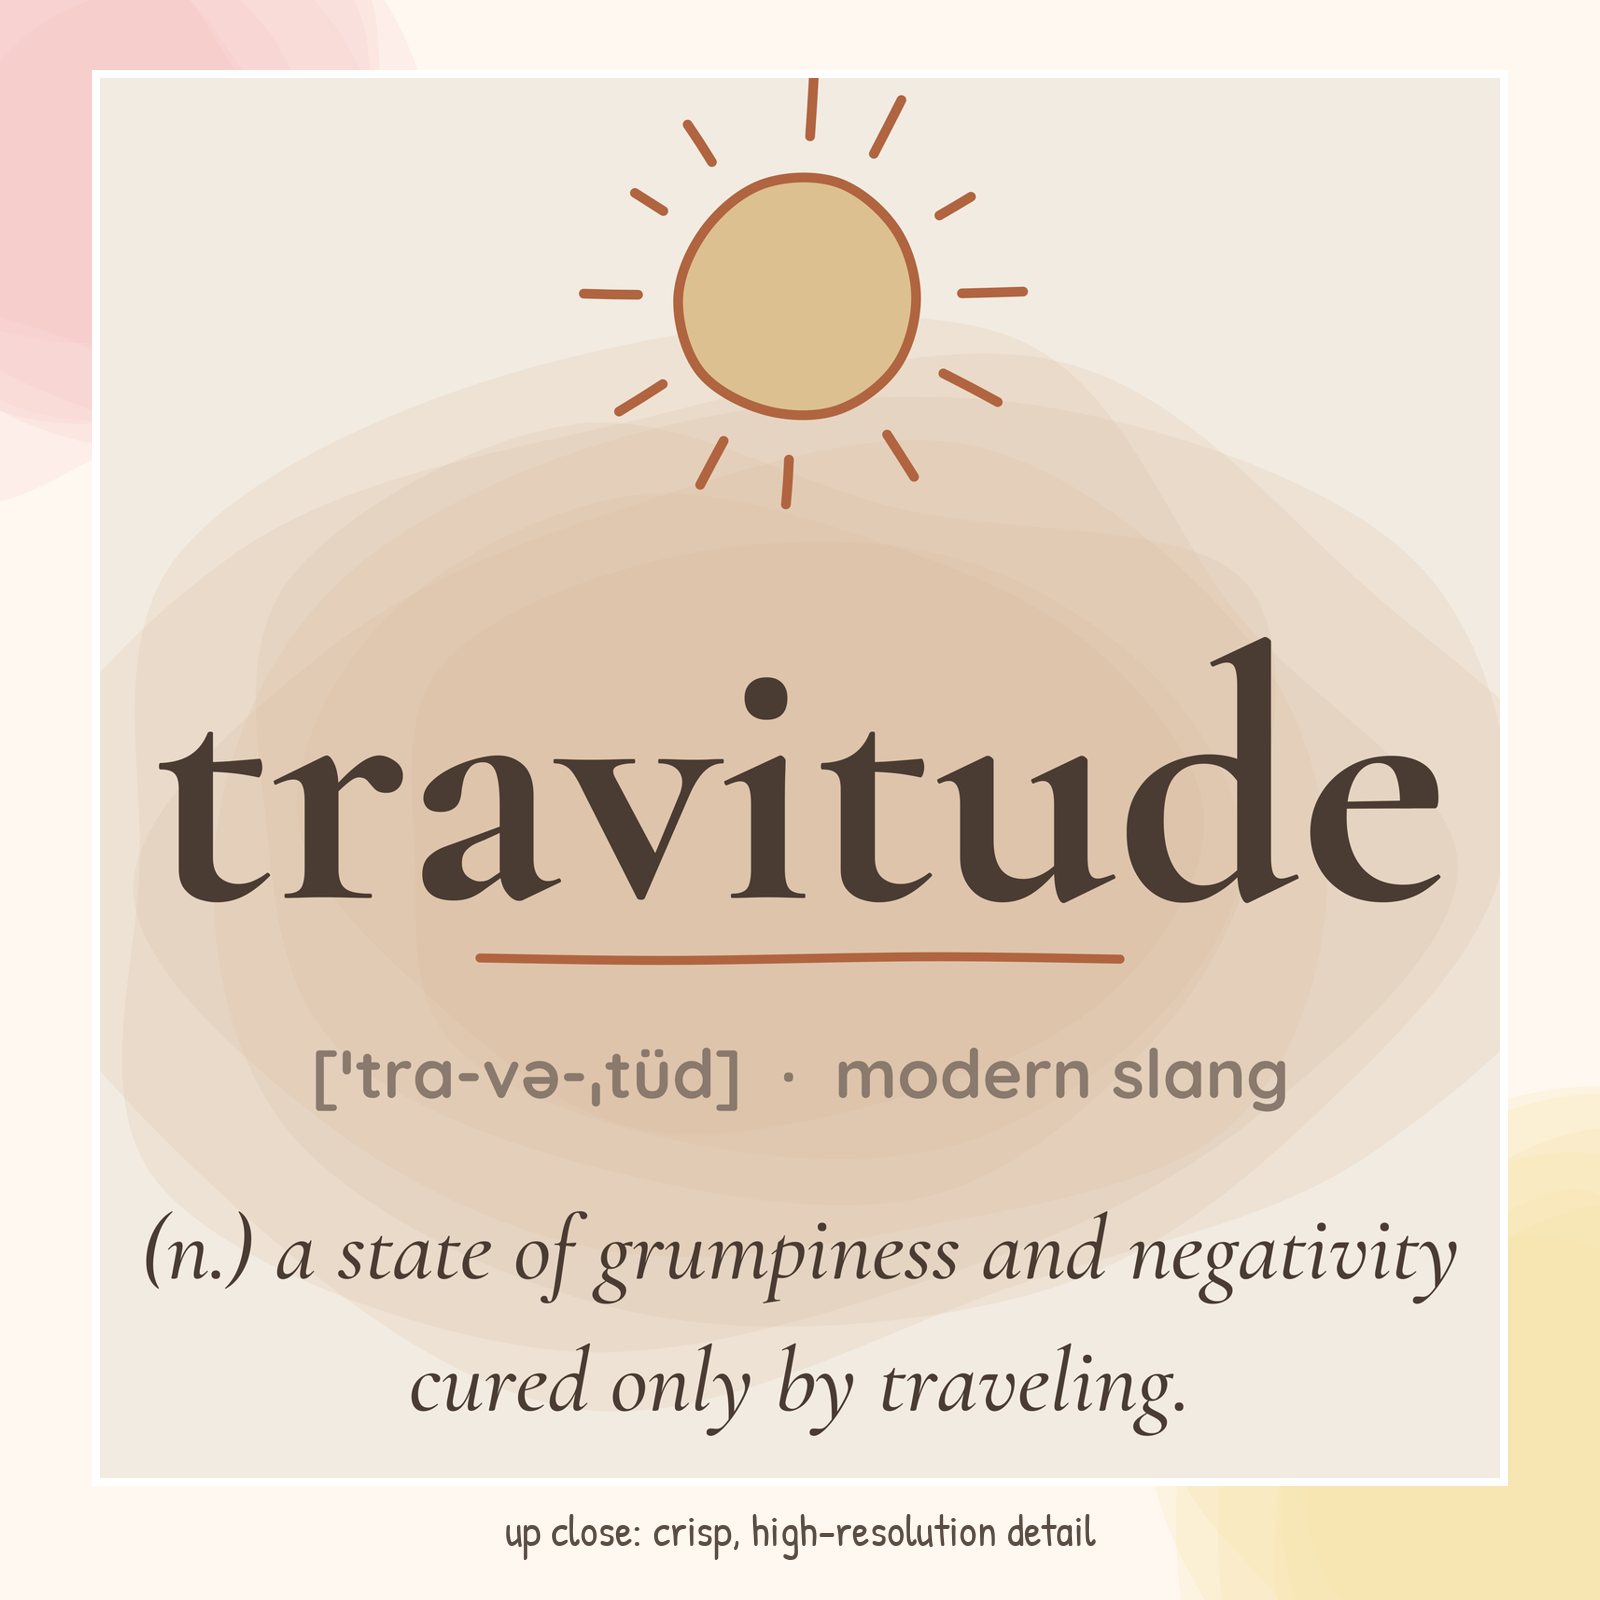 travitude
[ˈtra-və-ˌtüd] · modern slang
(n.) a state of grumpiness and negativity
cured only by traveling.
up close: crisp, high-resolution detail